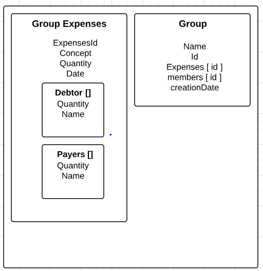 Group Expenses
ExpensesId
Concept
Quantity
Date
Debtor []
Quantity
Name
Payers []
Quantity
Name
Group
Name
Id
Expenses [ id ]
members [ id ]
creationDate